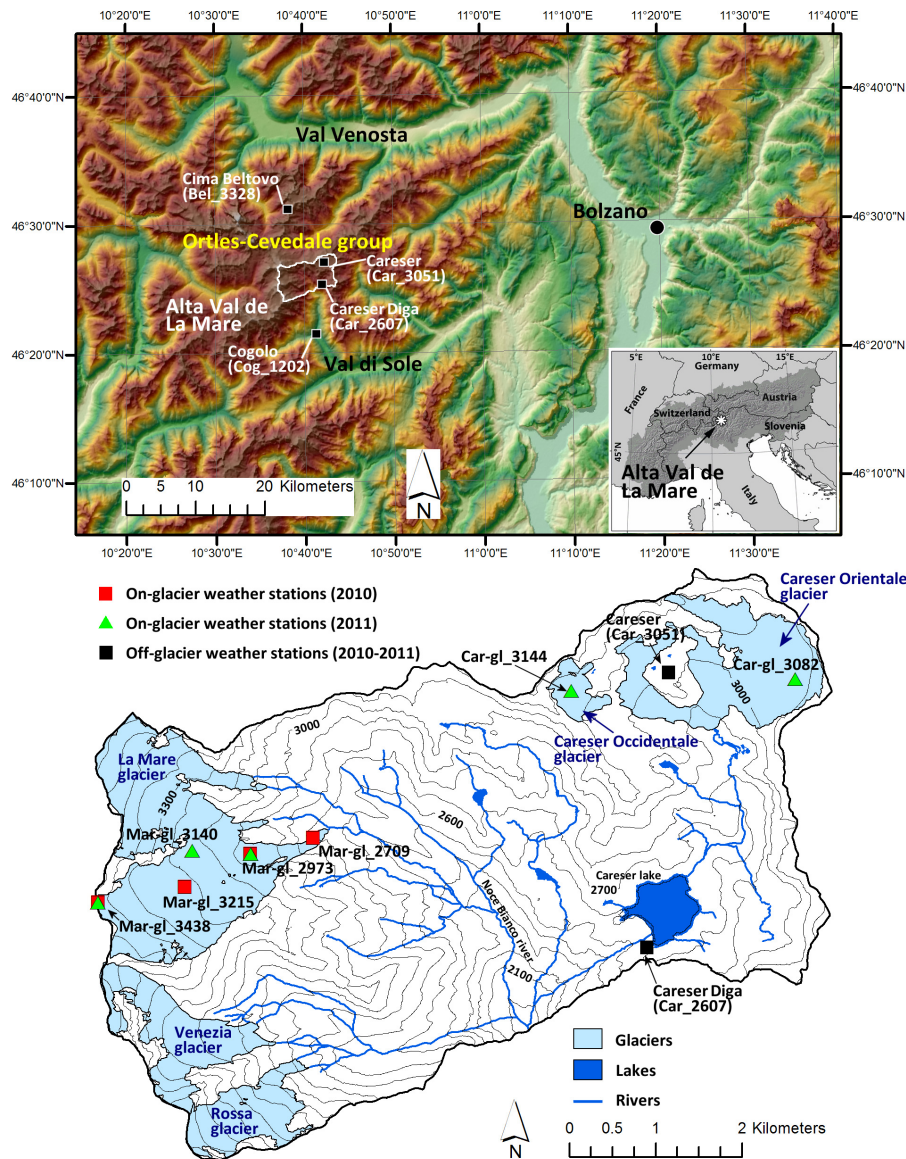 10°20'0"E 10°30'0"E 10°40'0"E 10°50'0"E 11°0'0"E 11°10'0"E 11°20'0"E 11°30'0"E 11°40'0"E
46°40'0"N
46°40'0"N
Val Venosta
Cima Beltovo
(Bel_3328)
Bolzano
46°30'0"N
46°30'0"N
Ortles-Cevedale group
Careser
(Car_3051)
Alta Val de
La Mare
Careser Diga
(Car_2607)
Cogolo
(Cog_1202)
Val di Sole
46°20'0"N
46°20'0"N
5°E 10°E 15°E
Germany
France
Austria
Switzerland
Slovenia
45°N
Alta Val de
La Mare
Italy
46°10'0"N
46°10'0"N
0 5 10 20 Kilometers
N
10°20'0"E 10°30'0"E 10°40'0"E 10°50'0"E 11°0'0"E 11°10'0"E 11°20'0"E 11°30'0"E
On-glacier weather stations (2010)
On-glacier weather stations (2011)
Off-glacier weather stations (2010-2011)
Careser Orientale
glacier
Careser
(Car_3051)
Car-gl_3144
Car-gl_3082
3000
3000
Careser Occidentale
glacier
La Mare
glacier
3300
2600
Mar-gl_3140
Mar-gl_2709
Mar-gl_2973
Mar-gl_3215
Mar-gl_3438
Careser lake
2700
Noce Bianco river
2100
Careser Diga
(Car_2607)
Venezia
glacier
Rossa
glacier
Glaciers
Lakes
Rivers
N
0 0.5 1 2 Kilometers